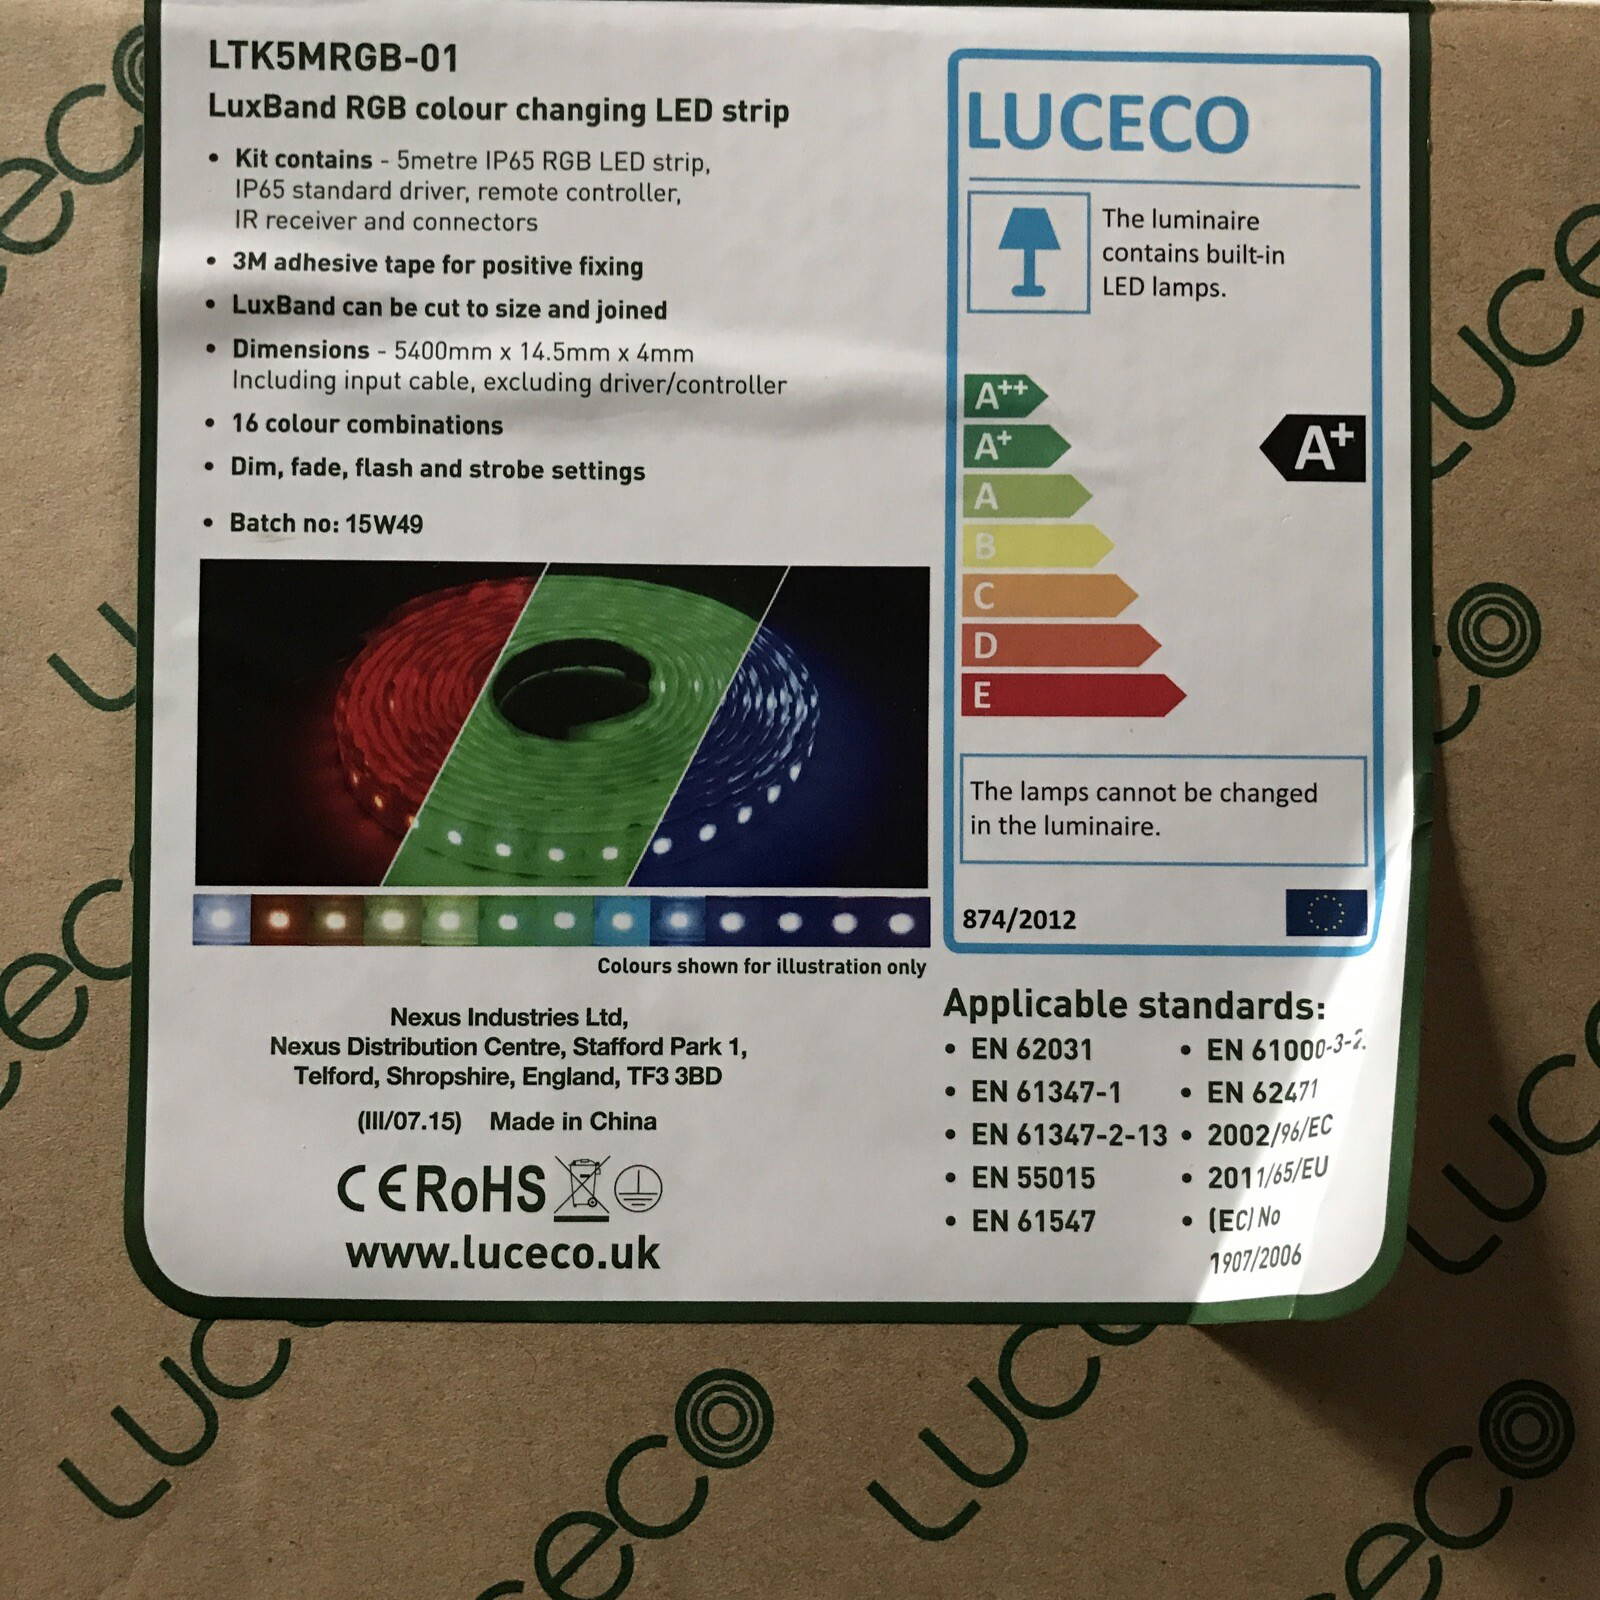 LTK5MRGB-01
LuxBand RGB colour changing LED strip
• Kit contains - 5metre IP65 RGB LED strip,
IP65 standard driver, remote controller,
IR receiver and connectors
• 3M adhesive tape for positive fixing
• LuxBand can be cut to size and joined
• Dimensions - 5400mm x 14.5mm x 4mm
Including input cable, excluding driver/controller
• 16 colour combinations
• Dim, fade, flash and strobe settings
• Batch no: 15W49
Colours shown for illustration only
Nexus Industries Ltd,
Nexus Distribution Centre, Stafford Park 1,
Telford, Shropshire, England, TF3 3BD
(III/07.15) Made in China
CE RoHS
www.luceco.uk
LUCECO
The luminaire
contains built-in
LED lamps.
A++
A+
A+
A
B
C
D
E
The lamps cannot be changed
in the luminaire.
874/2012
Applicable standards:
• EN 62031
• EN 61347-1
• EN 61347-2-13
• EN 55015
• EN 61547
• EN 61000-3-2
• EN 62471
• 2002/96/EC
• 2011/65/EU
• (EC) No
1907/2006
LUCECO
LUCECO